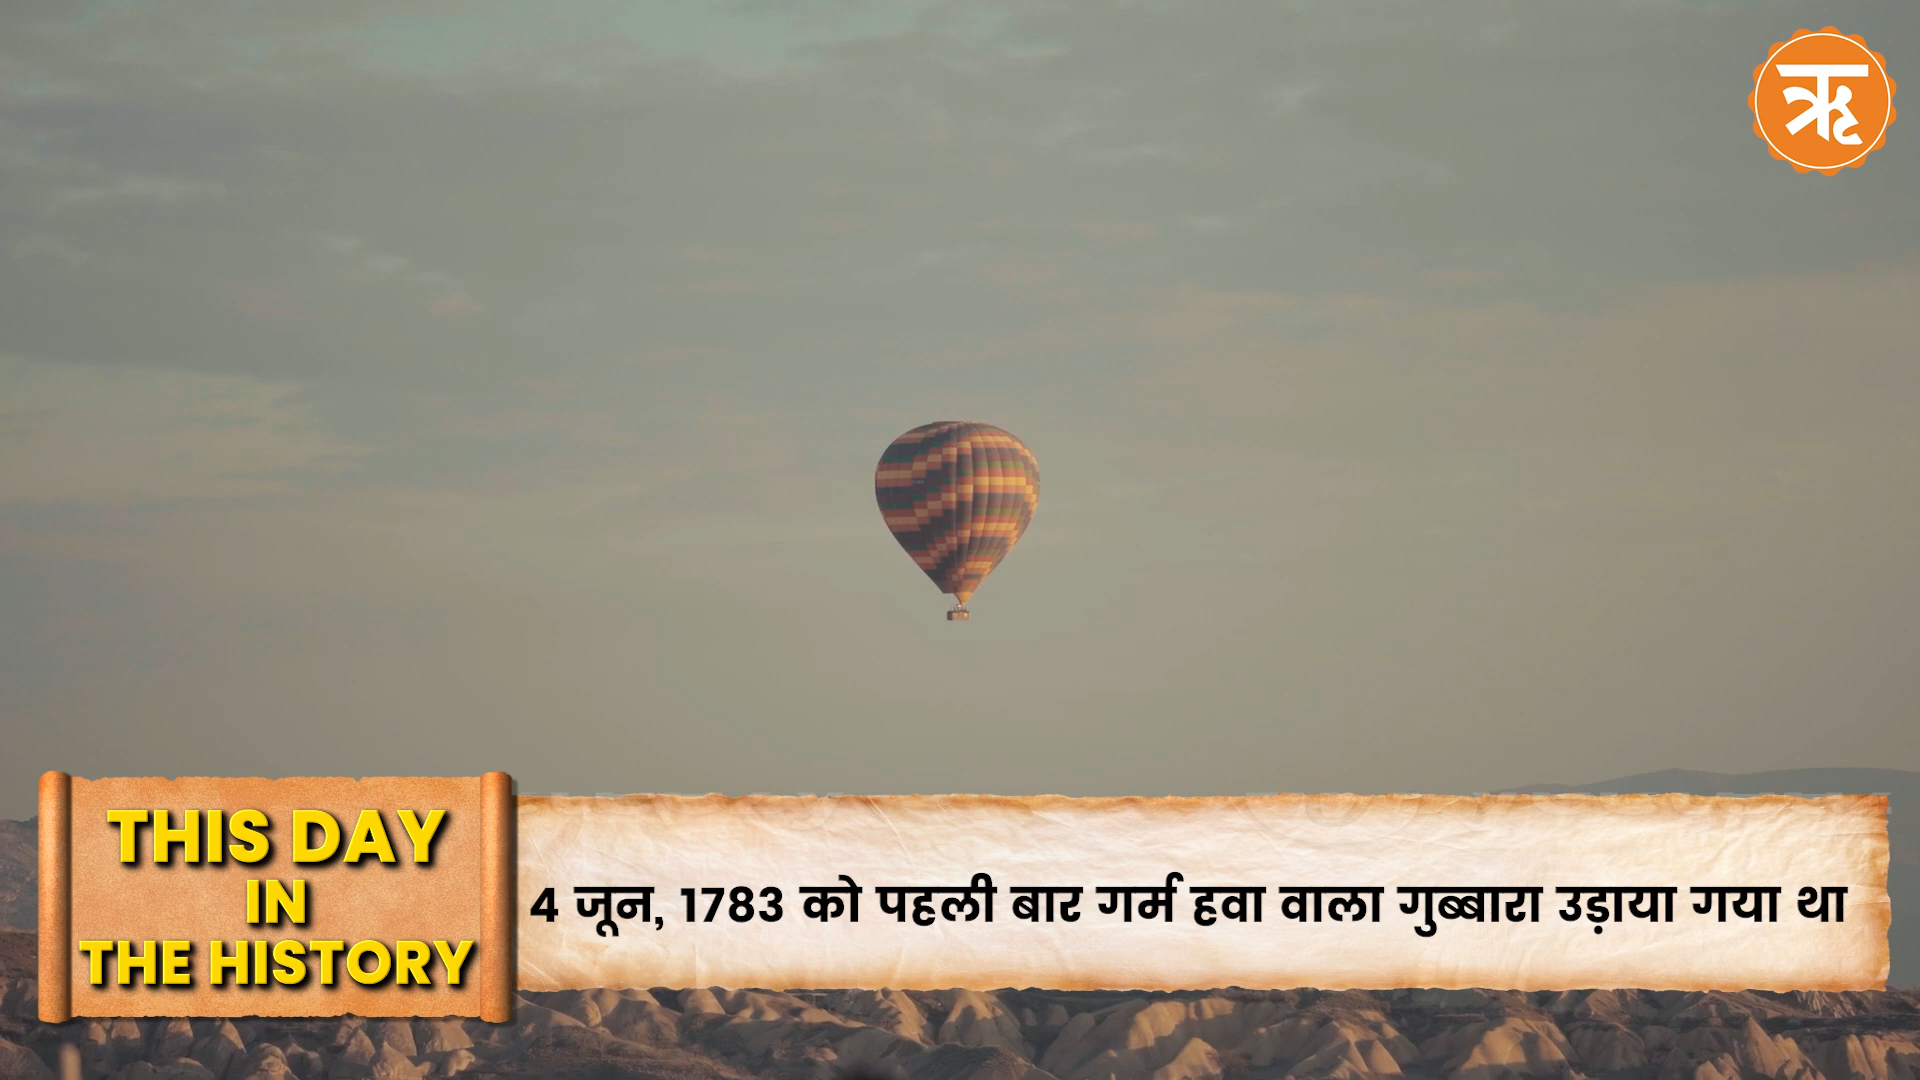 ऋ
THIS DAY
IN
THE HISTORY
4 जून, 1783 को पहली बार गर्म हवा वाला गुब्बारा उड़ाया गया था